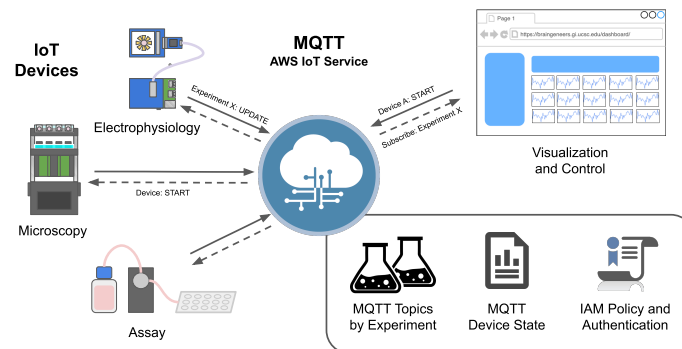 IoT
Devices
MQTT
AWS IoT Service
Page 1
https://braingeneers.gi.ucsc.edu/dashboard/
Experiment X: UPDATE
Device A: START
Subscribe: Experiment X
Electrophysiology
Visualization
and Control
Device: START
Microscopy
Assay
MQTT Topics
by Experiment
MQTT
Device State
IAM Policy and
Authentication